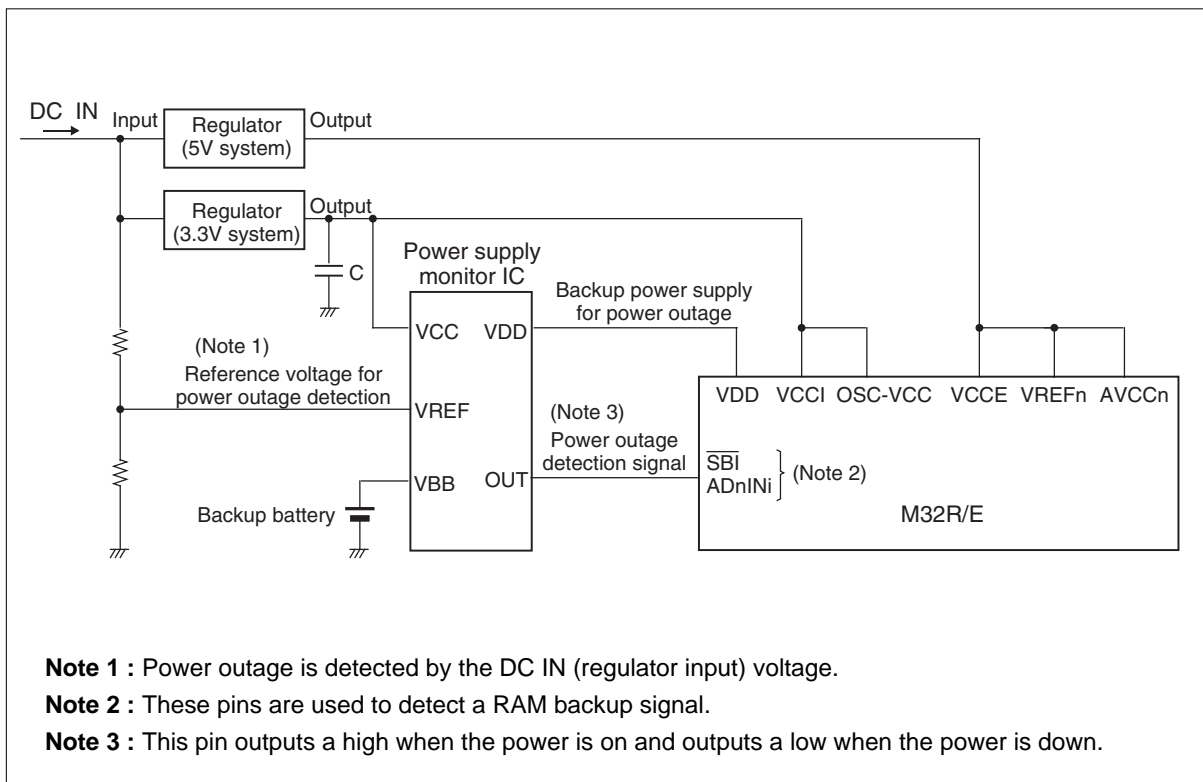 DC IN
Input
Regulator
(5V system)
Output
Regulator
(3.3V system)
Output
C
Power supply
monitor IC
VCC
VDD
VREF
VBB
OUT
(Note 1)
Reference voltage for
power outage detection
Backup battery
Backup power supply
for power outage
(Note 3)
Power outage
detection signal
VDD VCCI OSC-VCC VCCE VREFn AVCCn
SBI
ADnINi
(Note 2)
M32R/E
Note 1 : Power outage is detected by the DC IN (regulator input) voltage.
Note 2 : These pins are used to detect a RAM backup signal.
Note 3 : This pin outputs a high when the power is on and outputs a low when the power is down.